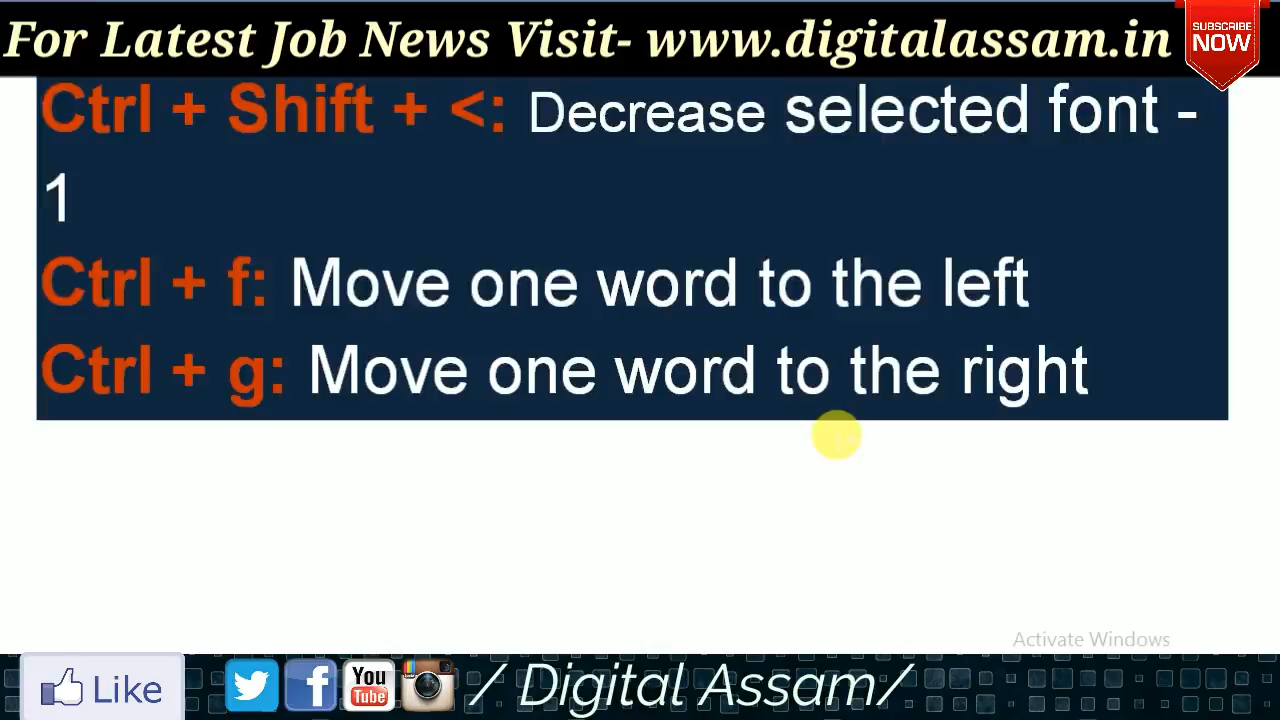 For Latest Job News Visit- www.digitalassam.in
SUBSCRIBE
NOW
Ctrl + Shift + <: Decrease selected font -
1
Ctrl + f: Move one word to the left
Ctrl + g: Move one word to the right
Activate Windows
Like
You
Tube
/ Digital Assam/